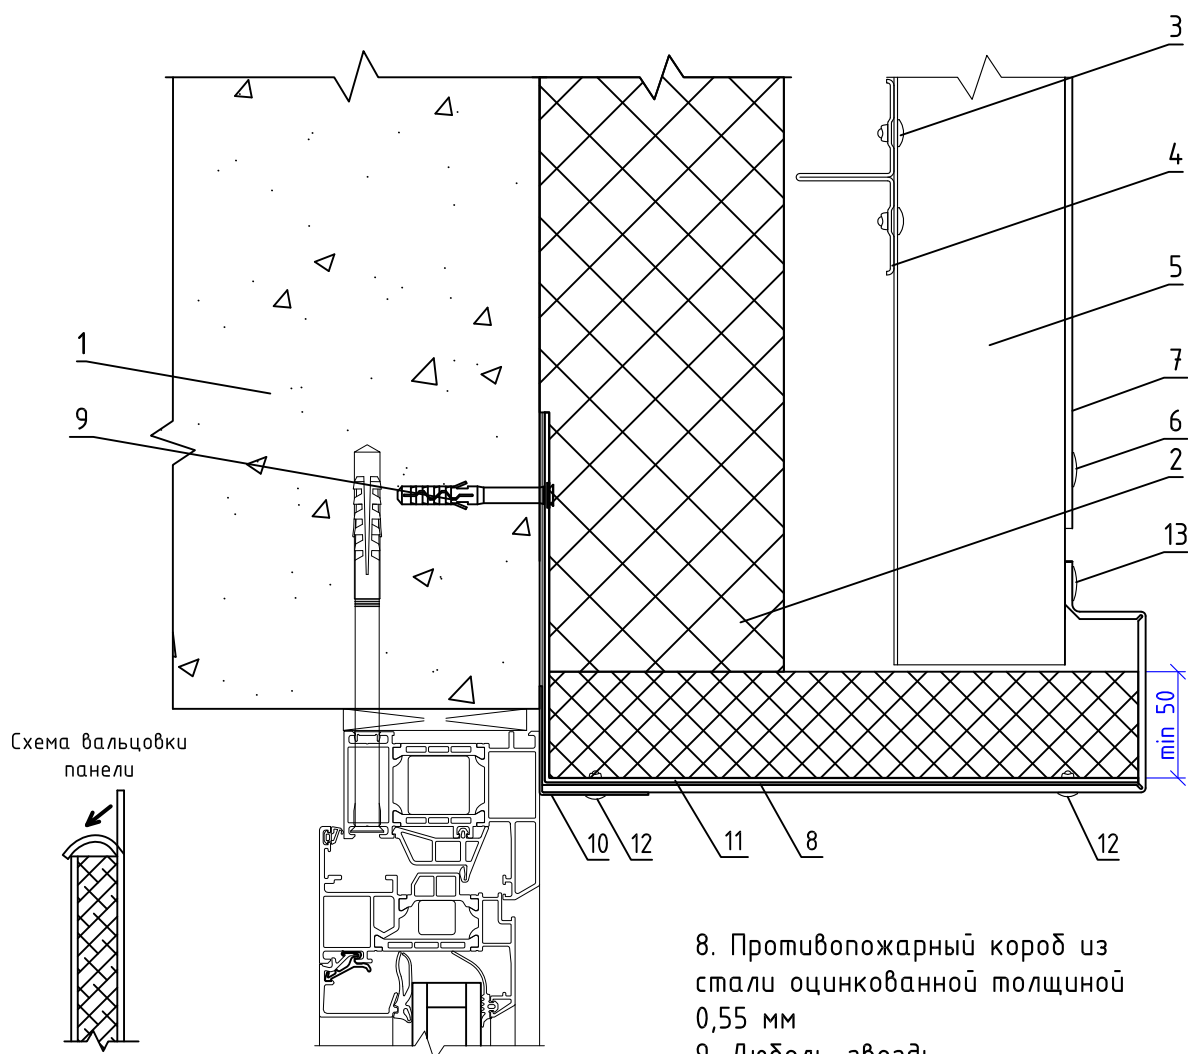 3
4
5
1
7
9
6
2
13
min 50
Схема вальцовки
панели
10
12
11
8
12
8. Противопожарный короб из
стали оцинкованной толщиной
0,55 мм